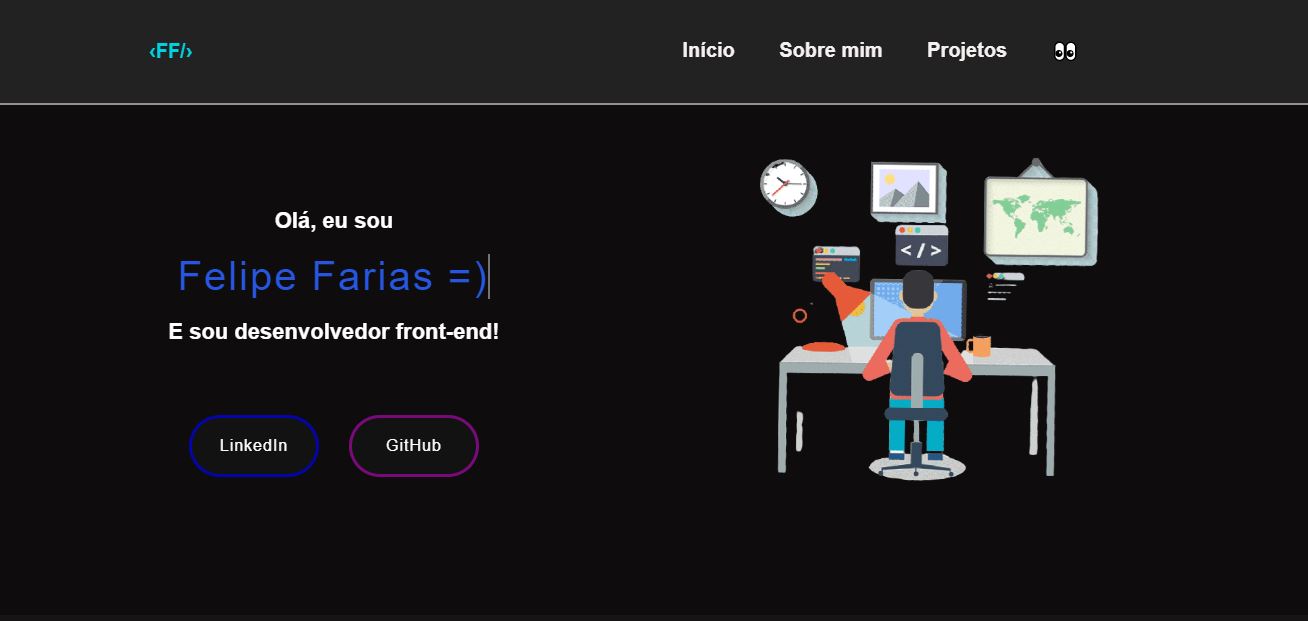 ‹FF/› Início Sobre mim Projetos
</>
Olá, eu sou
Felipe Farias =)
E sou desenvolvedor front-end!
LinkedIn GitHub